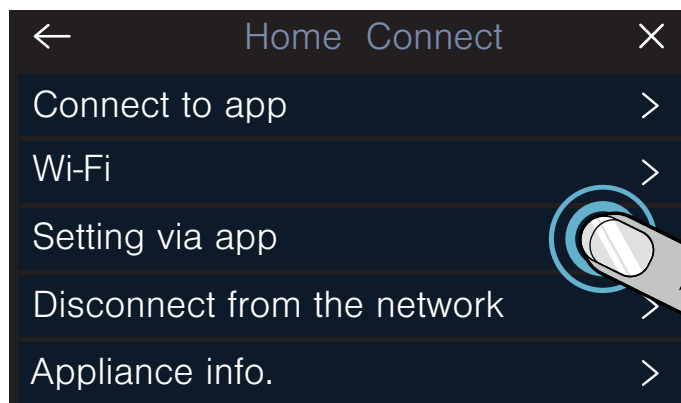 Home Connect
Connect to app
Wi-Fi
Setting via app
Disconnect from the network
Appliance info.